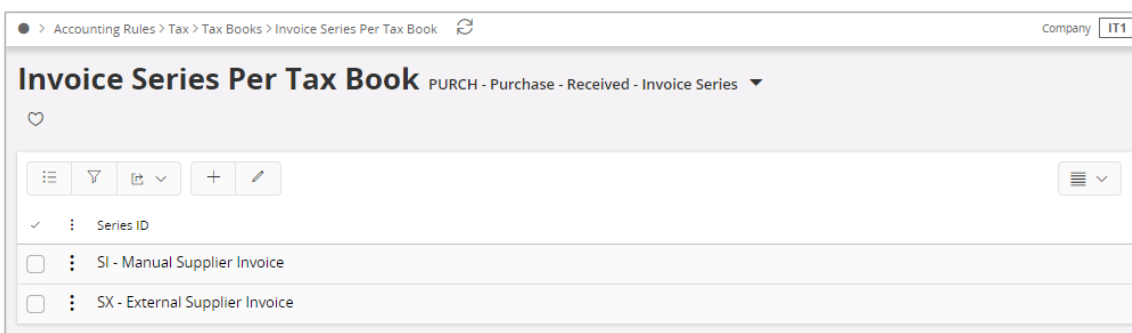 > Accounting Rules > Tax > Tax Books > Invoice Series Per Tax Book Company IT1
Invoice Series Per Tax Book PURCH - Purchase - Received - Invoice Series
Series ID
SI - Manual Supplier Invoice
SX - External Supplier Invoice